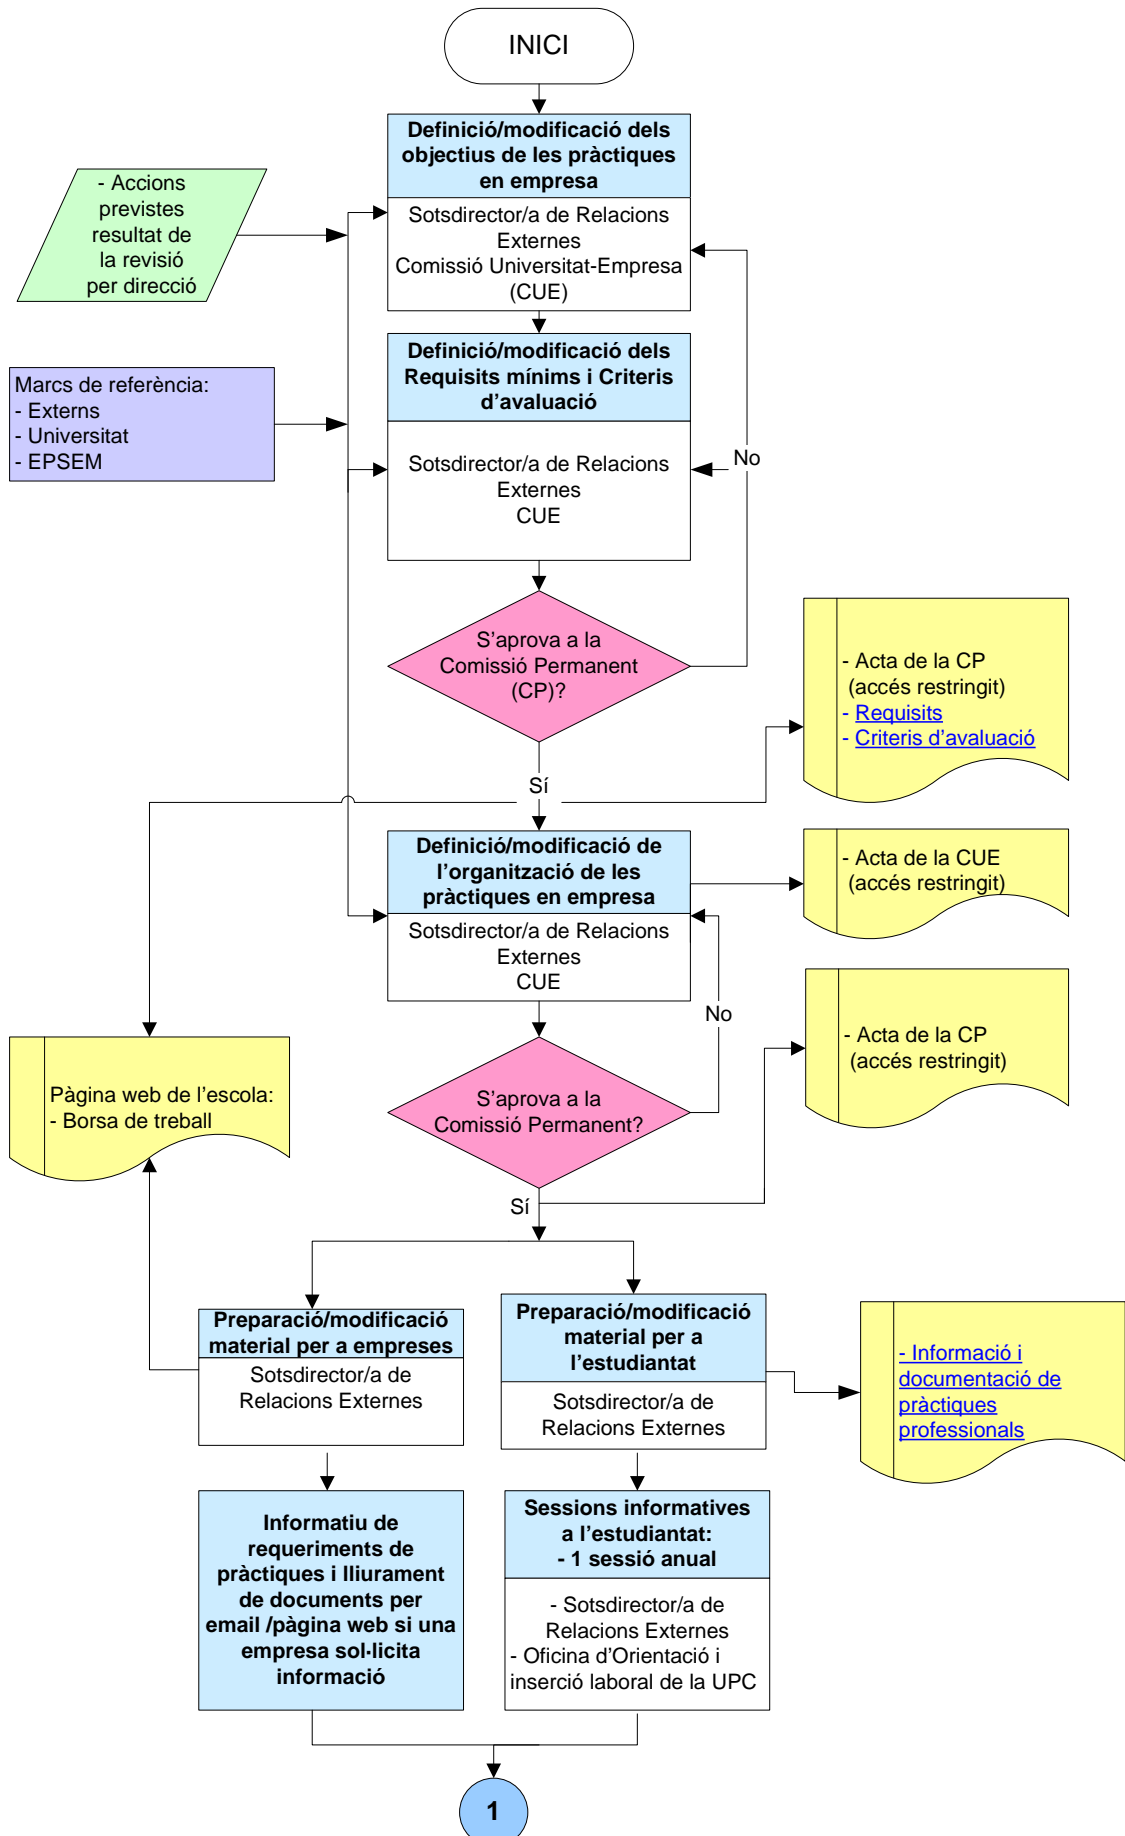 INICI
Definició/modificació dels
objectius de les pràctiques
en empresa
Sotsdirector/a de Relacions
Externes
Comissió Universitat-Empresa
(CUE)
- Accions
previstes
resultat de
la revisió
per direcció
Definició/modificació dels
Requisits mínims i Criteris
d’avaluació
Sotsdirector/a de Relacions
Externes
CUE
Marcs de referència:
- Externs
- Universitat
- EPSEM
No
S’aprova a la
Comissió Permanent
(CP)?
- Acta de la CP
(accés restringit)
- Requisits
- Criteris d’avaluació
Sí
Definició/modificació de
l’organització de les
pràctiques en empresa
Sotsdirector/a de Relacions
Externes
CUE
- Acta de la CUE
(accés restringit)
No
- Acta de la CP
(accés restringit)
Pàgina web de l’escola:
- Borsa de treball
S’aprova a la
Comissió Permanent?
Sí
Preparació/modificació
material per a empreses
Sotsdirector/a de
Relacions Externes
Preparació/modificació
material per a
l’estudiantat
Sotsdirector/a de
Relacions Externes
- Informació i
documentació de
pràctiques
professionals
Informatiu de
requeriments de
pràctiques i lliurament
de documents per
email /pàgina web si una
empresa sol·licita
informació
Sessions informatives
a l’estudiantat:
- 1 sessió anual
- Sotsdirector/a de
Relacions Externes
- Oficina d’Orientació i
inserció laboral de la UPC
1